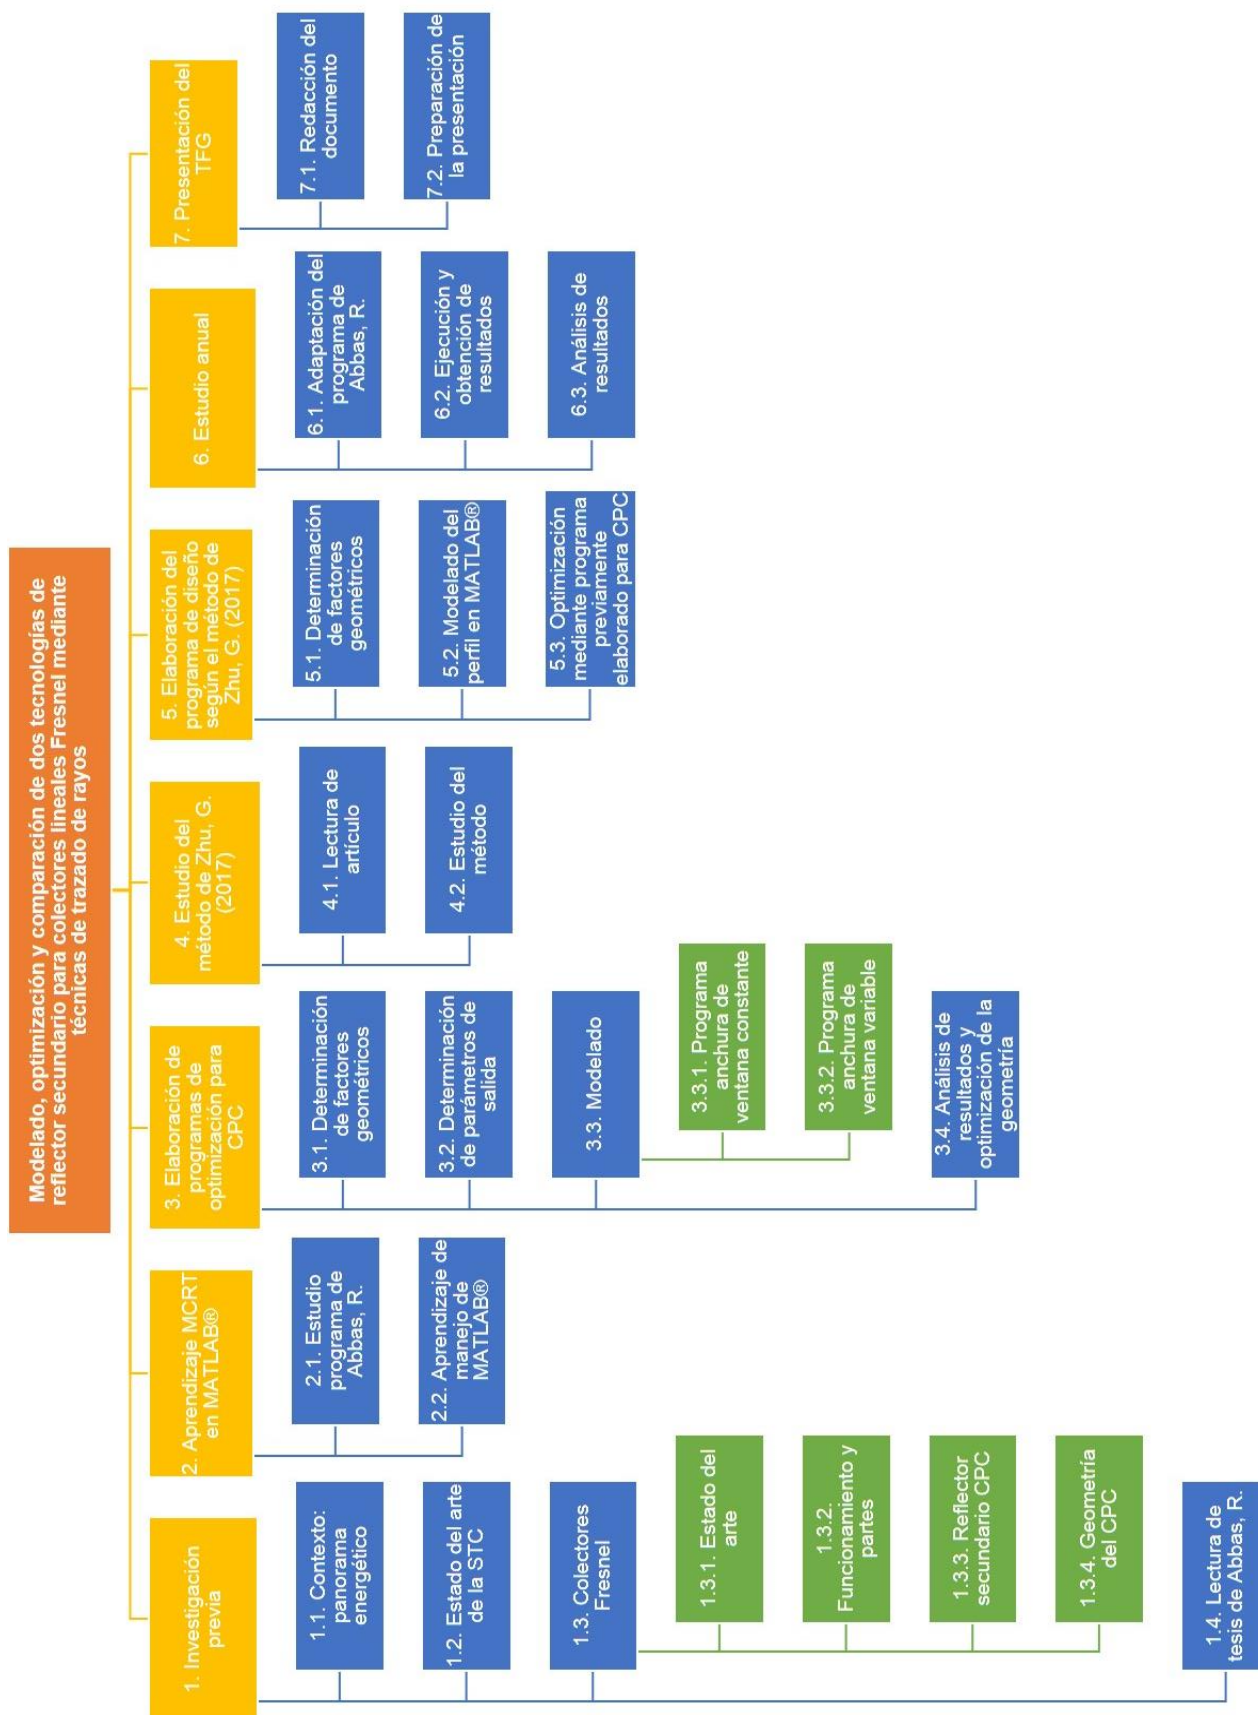 Modelado, optimización y comparación de dos tecnologías de
reflector secundario para colectores lineales Fresnel mediante
técnicas de trazado de rayos
1. Investigación
previa
1.1. Contexto:
panorama
energético
1.2. Estado del arte
de la STC
1.3. Colectores
Fresnel
1.3.1. Estado del
arte
1.3.2.
Funcionamiento y
partes
1.3.3. Reflector
secundario CPC
1.3.4. Geometría
del CPC
1.4. Lectura de
tesis de Abbas, R.
2. Aprendizaje MCRT
en MATLAB®
2.1. Estudio
programa de
Abbas, R.
2.2. Aprendizaje de
manejo de
MATLAB®
3. Elaboración de
programas de
optimización para
CPC
3.1. Determinación
de factores
geométricos
3.2. Determinación
de parámetros de
salida
3.3. Modelado
3.3.1. Programa
anchura de
ventana constante
3.3.2. Programa
anchura de
ventana variable
3.4. Análisis de
resultados y
optimización de la
geometría
4. Estudio del
método de Zhu, G.
(2017)
4.1. Lectura de
artículo
4.2. Estudio del
método
5. Elaboración del
programa de diseño
según el método de
Zhu, G. (2017)
5.1. Determinación
de factores
geométricos
5.2. Modelado del
perfil en MATLAB®
5.3. Optimización
mediante programa
previamente
elaborado para CPC
6. Estudio anual
6.1. Adaptación del
programa de
Abbas, R.
6.2. Ejecución y
obtención de
resultados
6.3. Análisis de
resultados
7. Presentación del
TFG
7.1. Redacción del
documento
7.2. Preparación de
la presentación